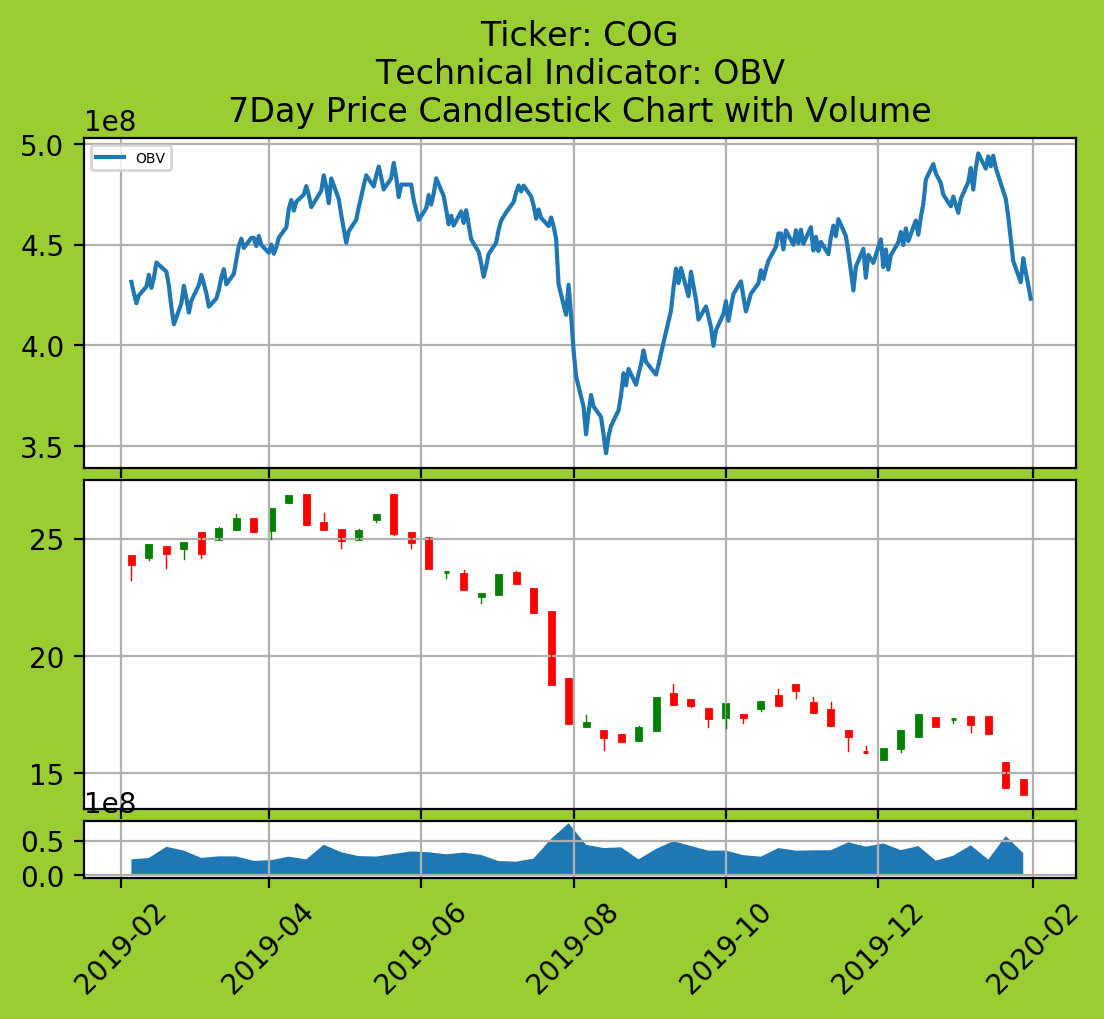 Ticker: COG
Technical Indicator: OBV
7Day Price Candlestick Chart with Volume
1e8
5.0
OBV
4.5
4.0
3.5
25
20
15
1e8
0.5
0.0
2019-02 2019-04 2019-06 2019-08 2019-10 2019-12 2020-02